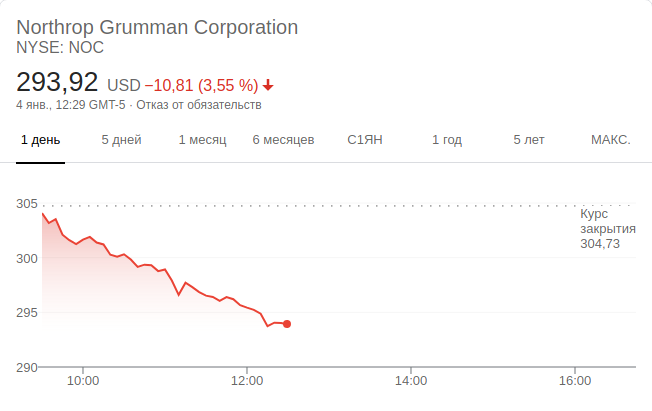 Northrop Grumman Corporation
NYSE: NOC
293,92 USD −10,81 (3,55 %)
4 янв., 12:29 GMT-5 · Отказ от обязательств
1 день 5 дней 1 месяц 6 месяцев С1ЯН 1 год 5 лет МАКС.
305
Курс
закрытия
304,73
300
295
290
10:00 12:00 14:00 16:00